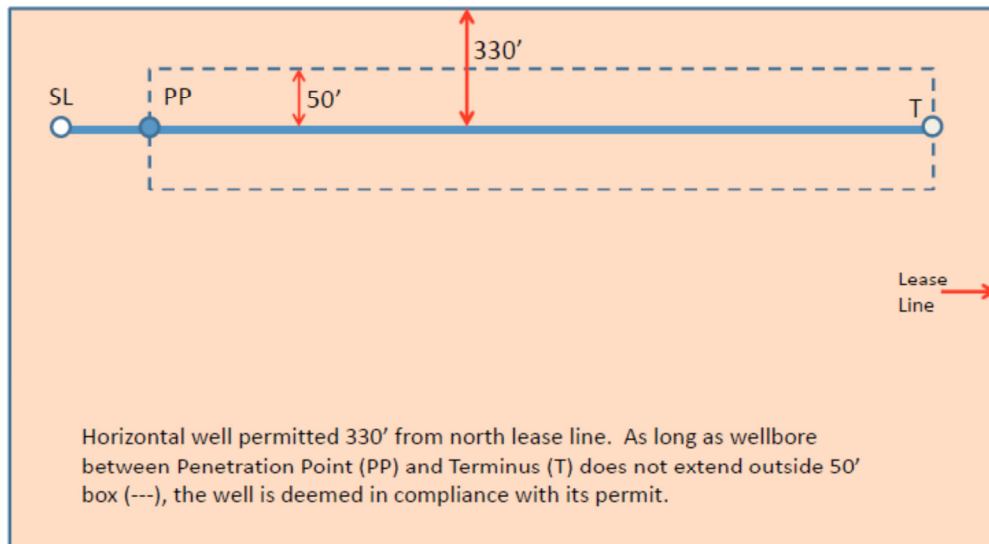 330’
50’
SL
PP
T
Lease
Line
Horizontal well permitted 330’ from north lease line.  As long as wellbore
between Penetration Point (PP) and Terminus (T) does not extend outside 50’
box (---), the well is deemed in compliance with its permit.